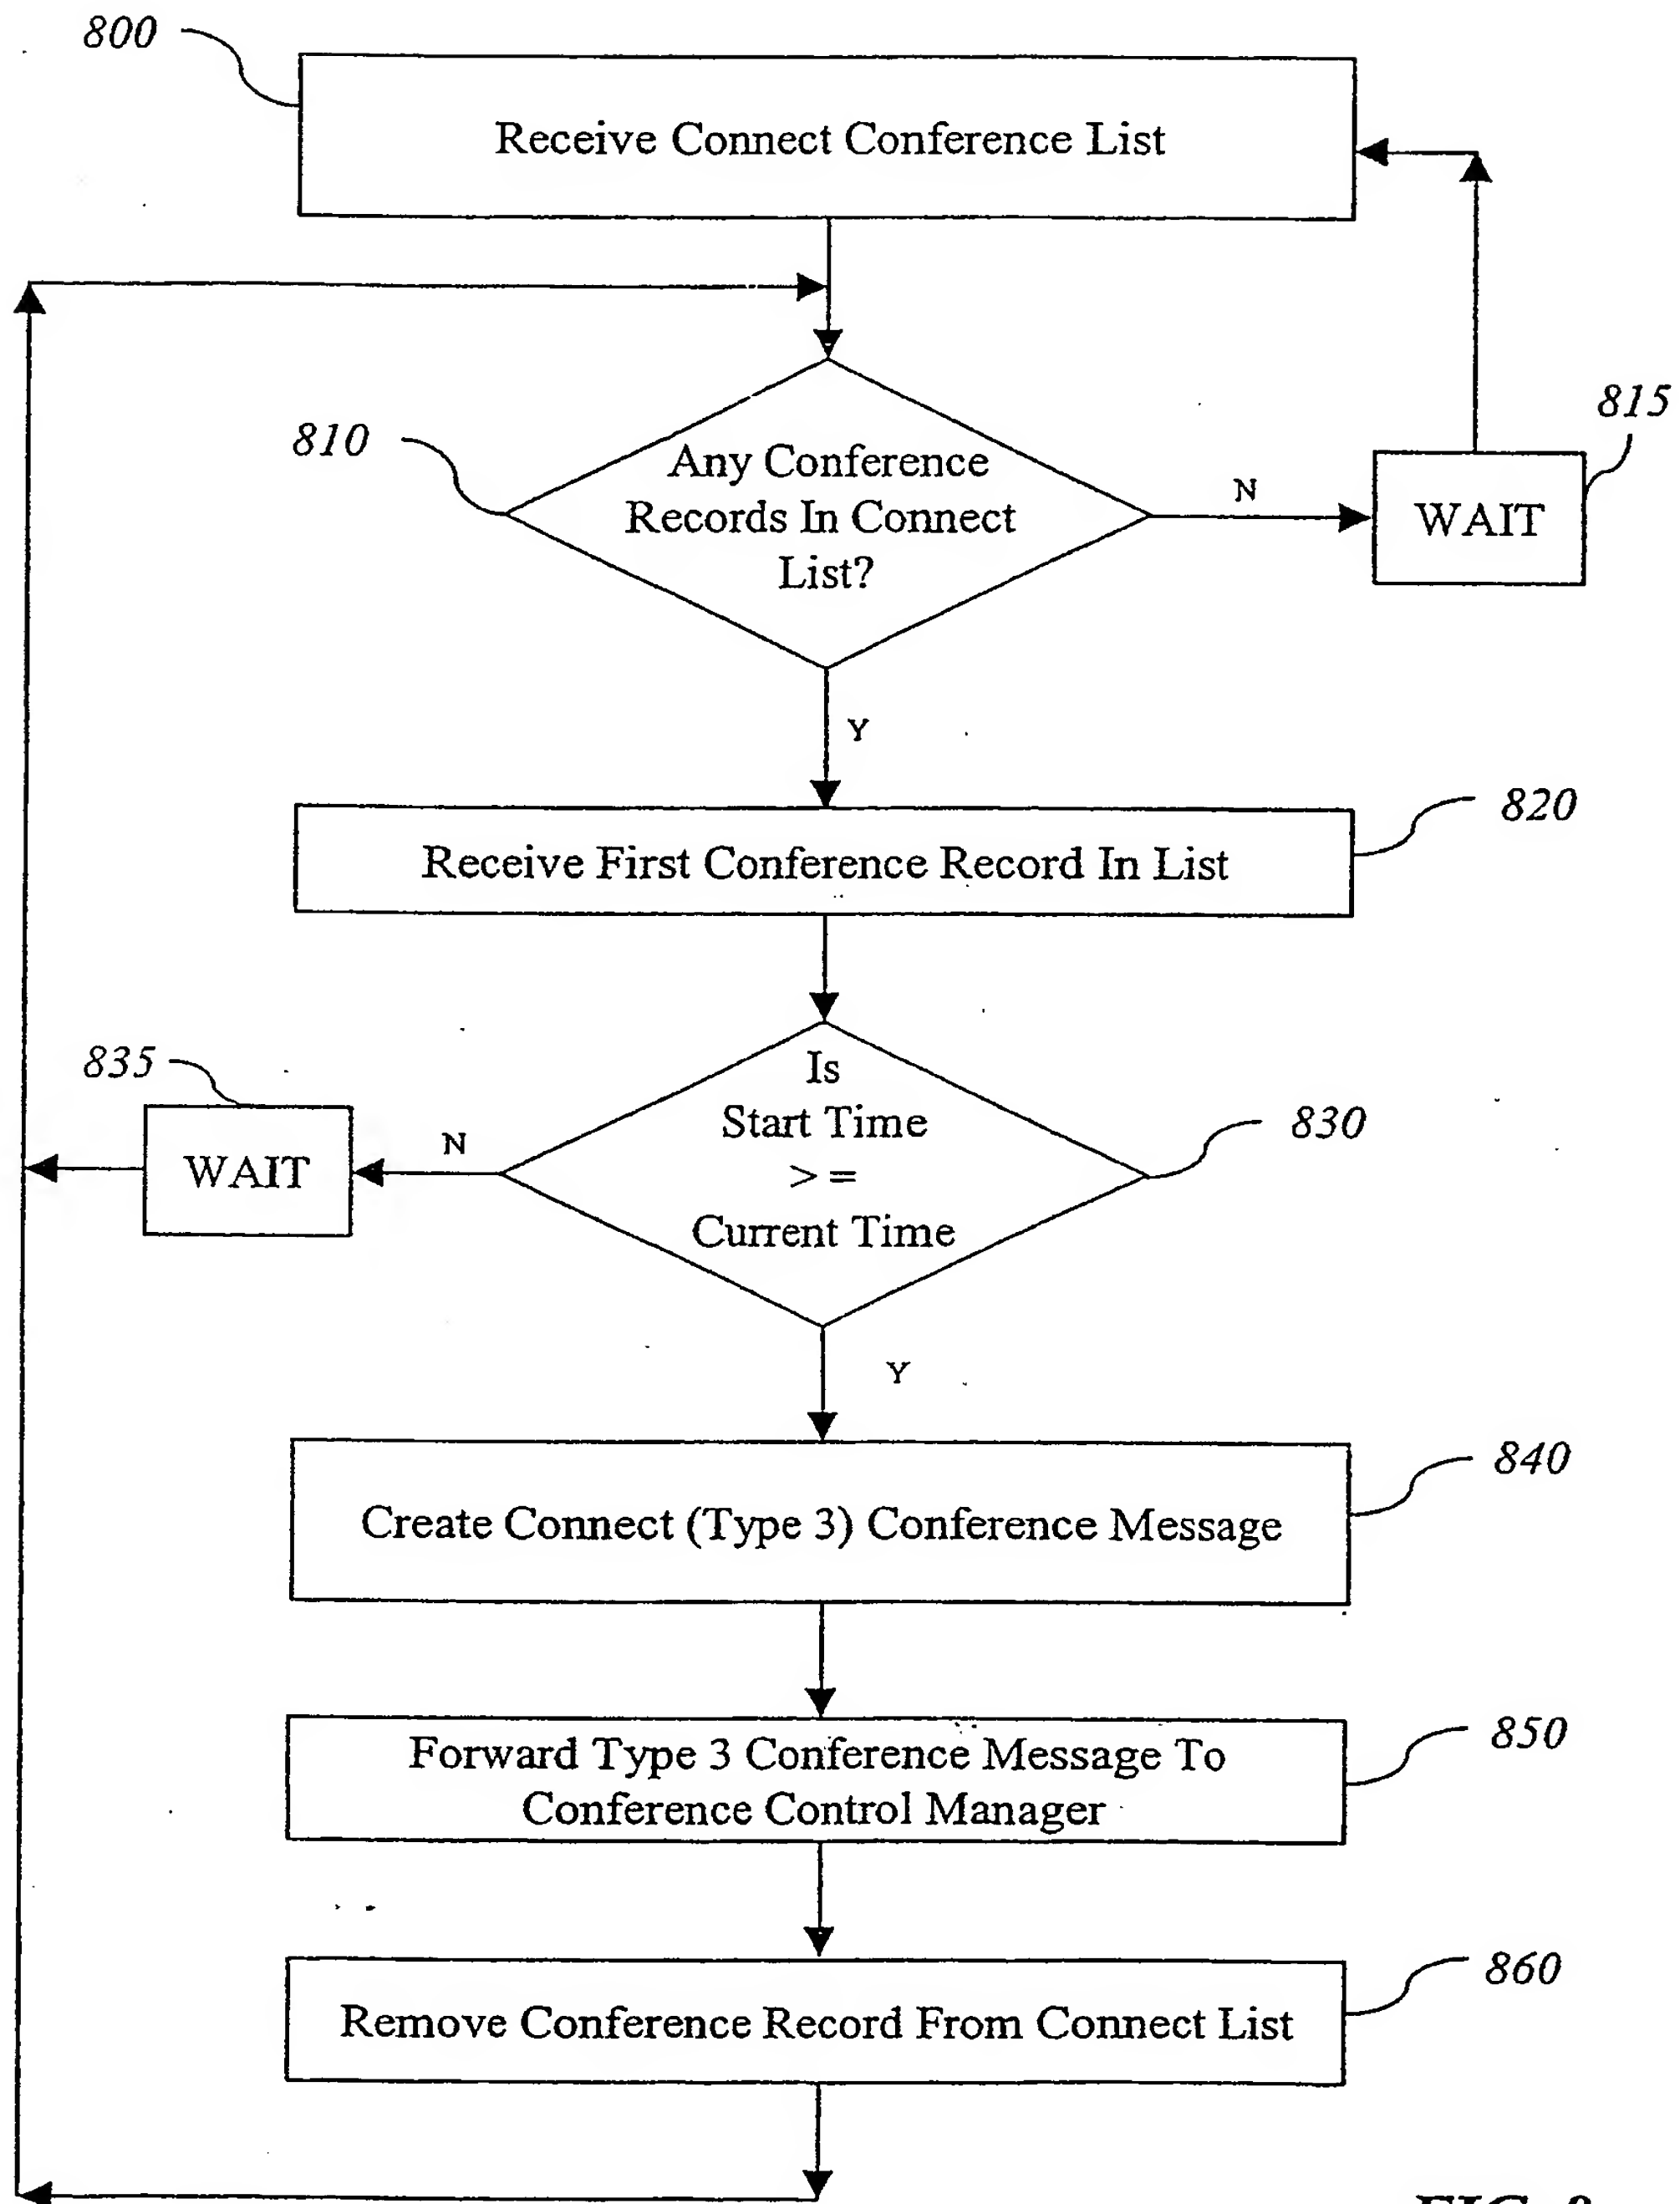 800
Receive Connect Conference List
810
Any Conference
Records In Connect
List?
N
815
WAIT
Y
820
Receive First Conference Record In List
835
WAIT
N
Is
Start Time
> =
Current Time
830
Y
840
Create Connect (Type 3) Conference Message
850
Forward Type 3 Conference Message To
Conference Control Manager
860
Remove Conference Record From Connect List